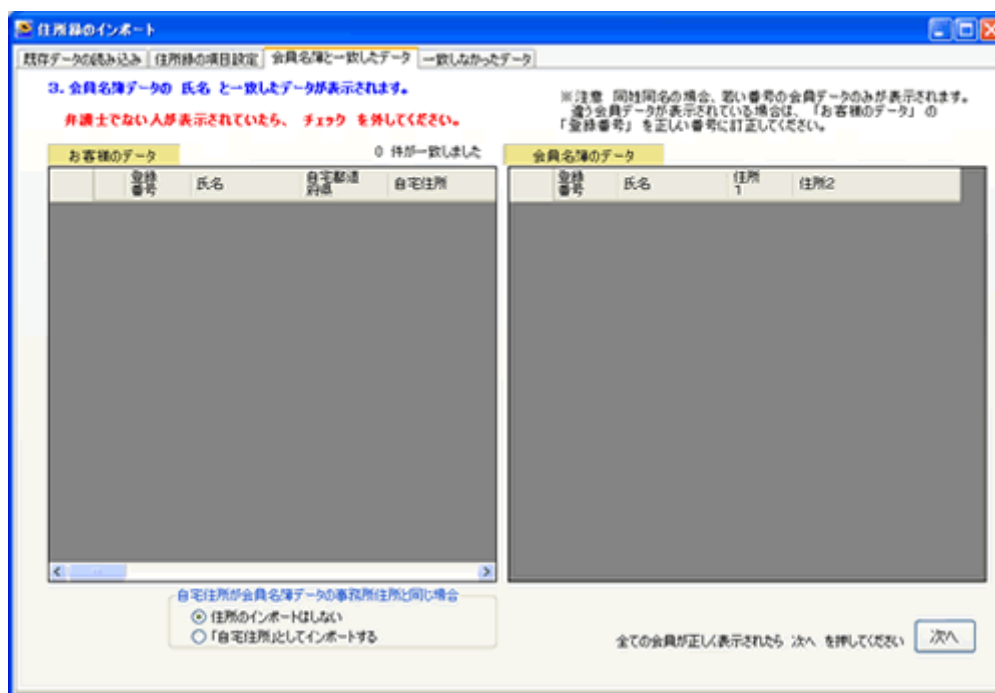 住所録のインポート
既存データの読み込み 住所録の項目設定 会員名簿と一致したデータ 一致しなかったデータ
3. 会員名簿データの 氏名 と一致したデータが表示されます。
弁護士でない人が表示されていたら、 チェック を外してください。
※注意 同姓同名の場合、若い番号の会員データのみが表示されます。
違う会員データが表示されている場合は、「お客様のデータ」の
「登録番号」を正しい番号に訂正してください。
お客様のデータ
0 件が一致しました
会員名簿のデータ
登録番号 氏名 自宅都道府県 自宅住所
登録番号 氏名 住所1 住所2
自宅住所が会員名簿データの事務所住所と同じ場合
住所のインポートはしない
「自宅住所」としてインポートする
全ての会員が正しく表示されたら 次へ を押してください
次へ